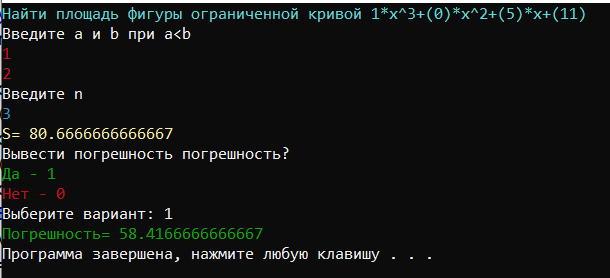 Найти площадь фигуры ограниченной кривой 1*x^3+(0)*x^2+(5)*x+(11)
Введите a и b при a<b
1
2
Введите n
3
S= 80.6666666666667
Вывести погрешность погрешность?
Да - 1
Нет - 0
Выберите вариант: 1
Погрешность= 58.4166666666667
Программа завершена, нажмите любую клавишу . . .